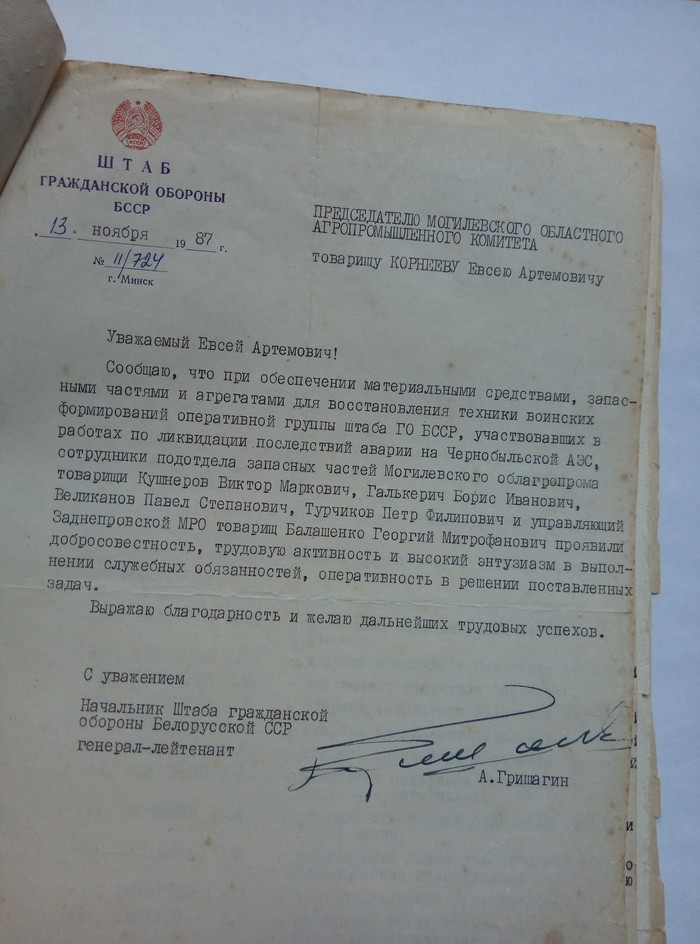 ШТАБ
ГРАЖДАНСКОЙ ОБОРОНЫ
БССР
13. ноября 1987 г.
№ 11/724
г. Минск
ПРЕДСЕДАТЕЛЮ МОГИЛЕВСКОГО ОБЛАСТНОГО
АГРОПРОМЫШЛЕННОГО КОМИТЕТА
товарищу КОРНЕЕВУ Евсею Артемовичу
Уважаемый Евсей Артемович!
Сообщаю, что при обеспечении материальными средствами, запас-
ными частями и агрегатами для восстановления техники воинских
формирований оперативной группы штаба ГО БССР, участвовавших в
работах по ликвидации последствий аварии на Чернобыльской АЭС,
сотрудники подотдела запасных частей Могилевского облагропрома
товарищи Кушнеров Виктор Маркович, Галькерич Борис Иванович,
Великанов Павел Степанович, Турчиков Петр Филипович и управляющий
Заднепровской МРО товарищ Балашенко Георгий Митрофанович проявили
добросовестность, трудовую активность и высокий энтузиазм в выпол-
нении служебных обязанностей, оперативность в решении поставленных
задач.
Выражаю благодарность и желаю дальнейших трудовых успехов.
С уважением
Начальник Штаба гражданской
обороны Белорусской ССР
генерал-лейтенант
А.Гришагин